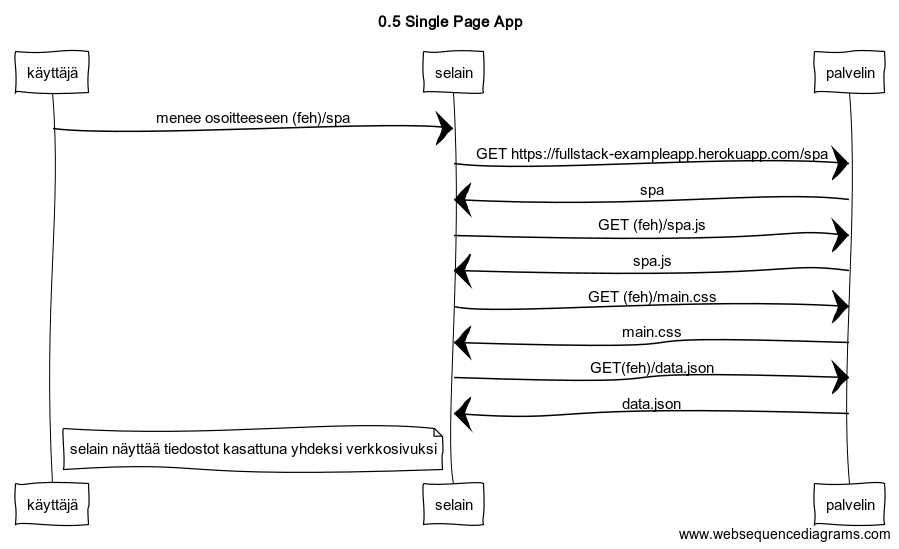 0.5 Single Page App
käyttäjä
selain
palvelin
menee osoitteeseen (feh)/spa
GET https://fullstack-exampleapp.herokuapp.com/spa
spa
GET (feh)/spa.js
spa.js
GET (feh)/main.css
main.css
GET(feh)/data.json
data.json
selain näyttää tiedostot kasattuna yhdeksi verkkosivuksi
käyttäjä
selain
palvelin
www.websequencediagrams.com